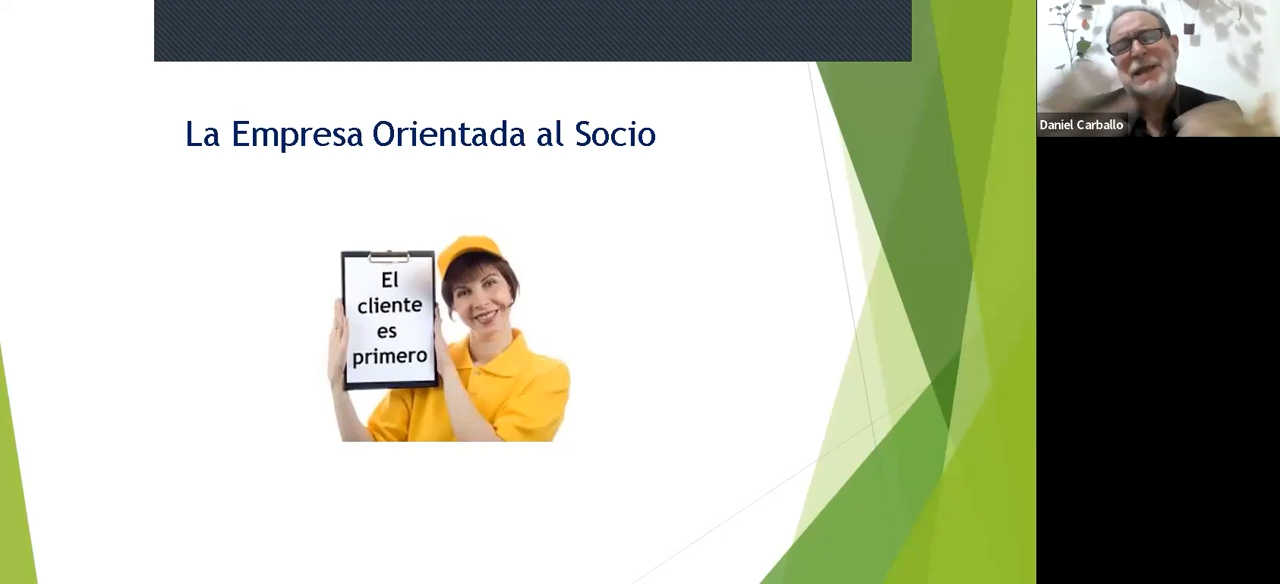 La Empresa Orientada al Socio
El
cliente
es
primero
Daniel Carballo